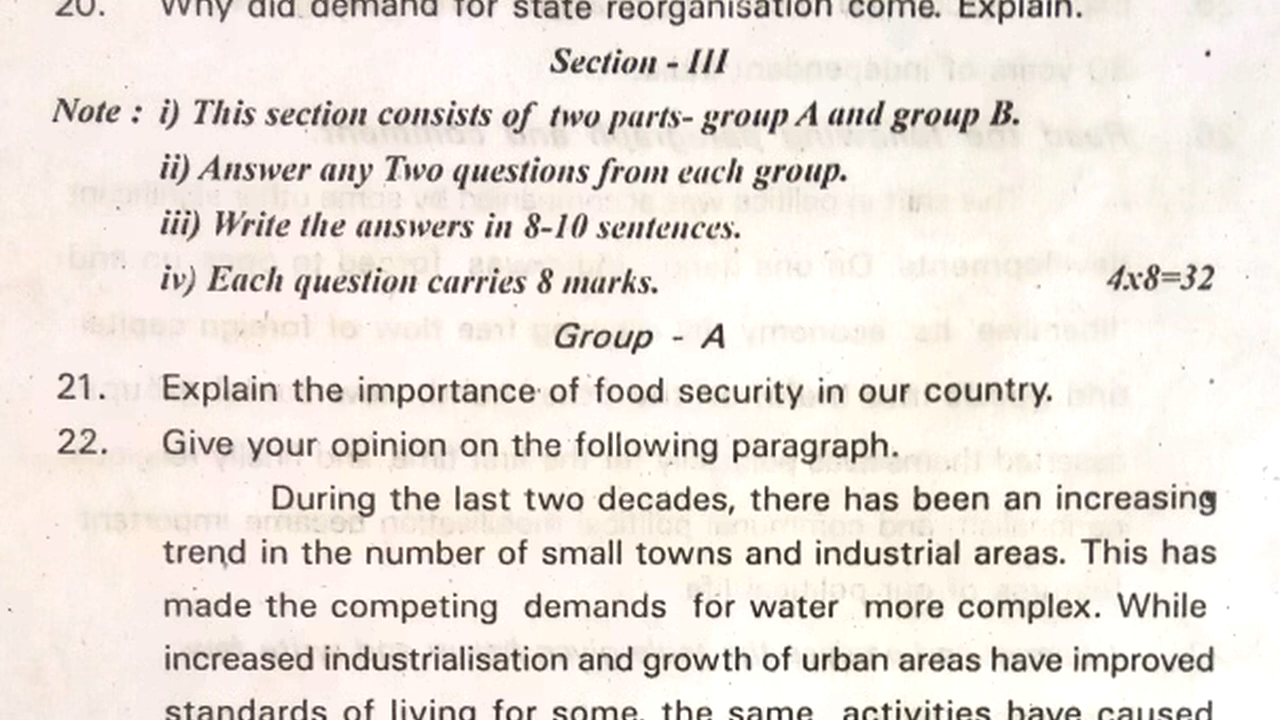 20. Why did demand for state reorganisation come. Explain.
Section - III
Note : i) This section consists of two parts- group A and group B.
ii) Answer any Two questions from each group.
iii) Write the answers in 8-10 sentences.
iv) Each question carries 8 marks. 4x8=32
Group - A
21. Explain the importance of food security in our country.
22. Give your opinion on the following paragraph.
During the last two decades, there has been an increasing
trend in the number of small towns and industrial areas. This has
made the competing demands for water more complex. While
increased industrialisation and growth of urban areas have improved
standards of living for some, the same activities have caused